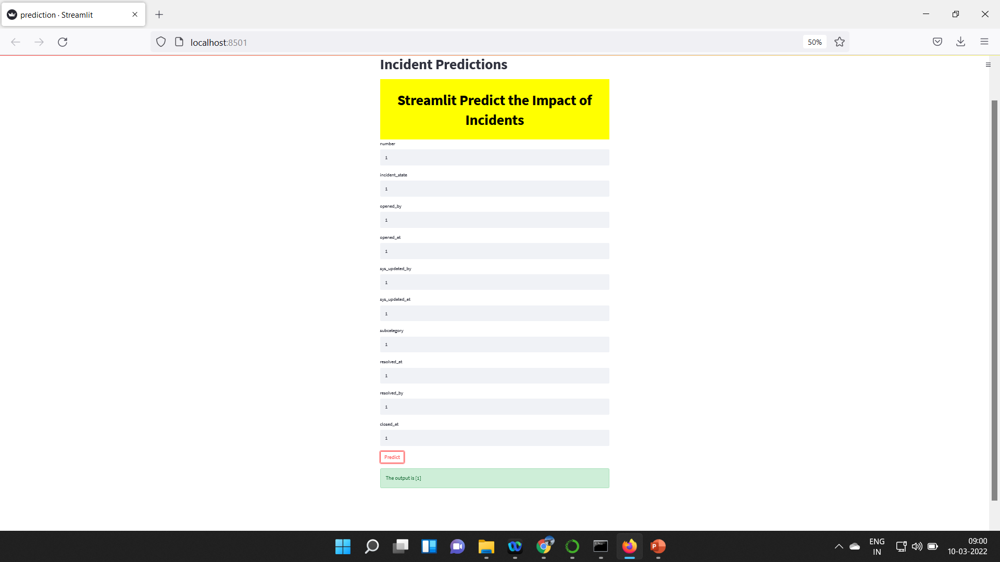 prediction · Streamlit
localhost:8501
50%
Incident Predictions
Streamlit Predict the Impact of
Incidents
number
1
incident_state
1
opened_by
1
opened_at
1
sys_updated_by
1
sys_updated_at
1
subcategory
1
resolved_at
1
resolved_by
1
closed_at
1
Predict
The output is [1]
ENG
IN
09:00
10-03-2022